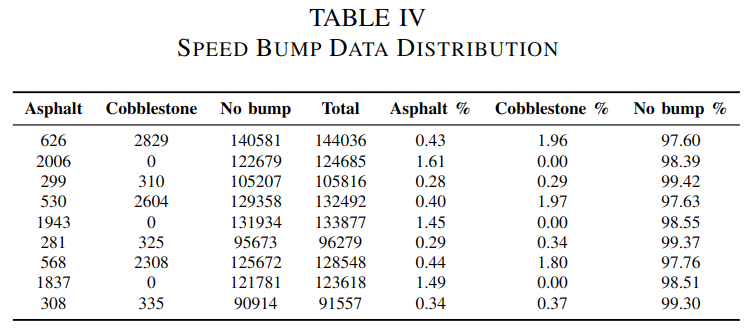 TABLE IV
SPEED BUMP DATA DISTRIBUTION
Asphalt Cobblestone No bump Total Asphalt % Cobblestone % No bump %
626 2829 140581 144036 0.43 1.96 97.60
2006 0 122679 124685 1.61 0.00 98.39
299 310 105207 105816 0.28 0.29 99.42
530 2604 129358 132492 0.40 1.97 97.63
1943 0 131934 133877 1.45 0.00 98.55
281 325 95673 96279 0.29 0.34 99.37
568 2308 125672 128548 0.44 1.80 97.76
1837 0 121781 123618 1.49 0.00 98.51
308 335 90914 91557 0.34 0.37 99.30